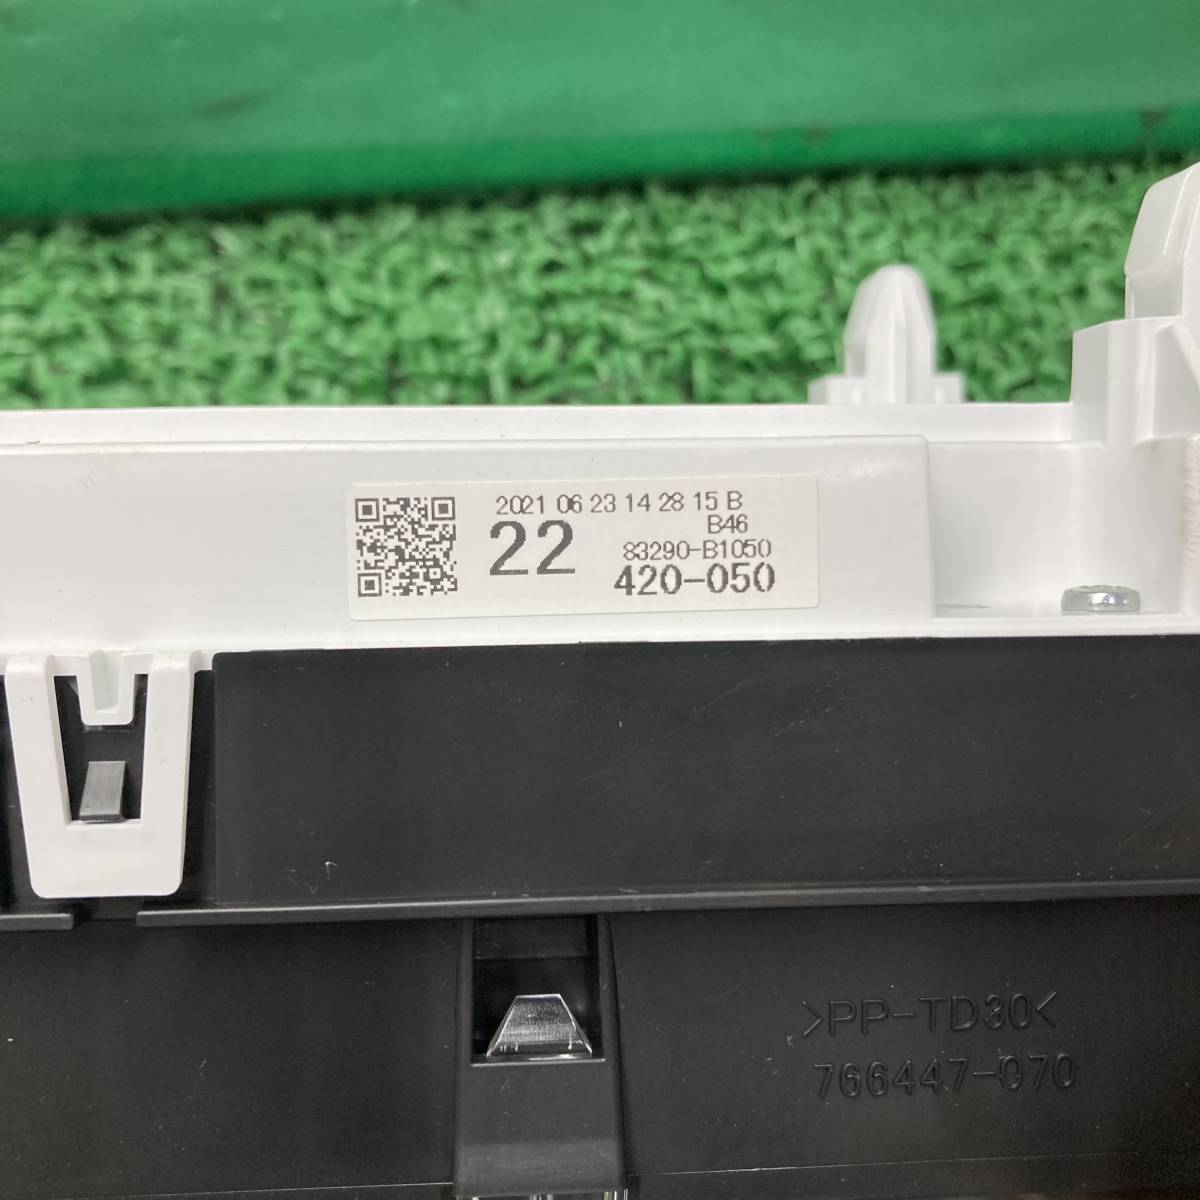 2021 06 23 14 28 15 B
22
B46
83290-B1050
420-050
>PP-TD30<
766447-070